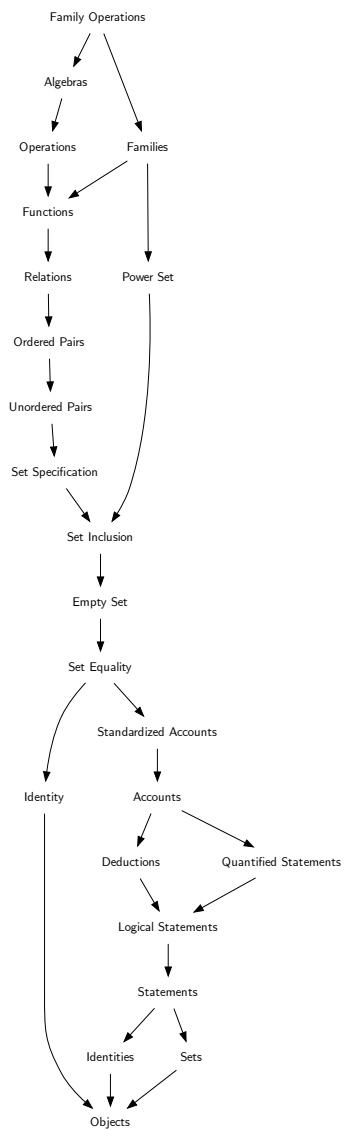 Family Operations
Algebras
Operations
Families
Functions
Relations
Power Set
Ordered Pairs
Unordered Pairs
Set Specification
Set Inclusion
Empty Set
Set Equality
Standardized Accounts
Identity
Accounts
Deductions
Quantified Statements
Logical Statements
Statements
Identities
Sets
Objects